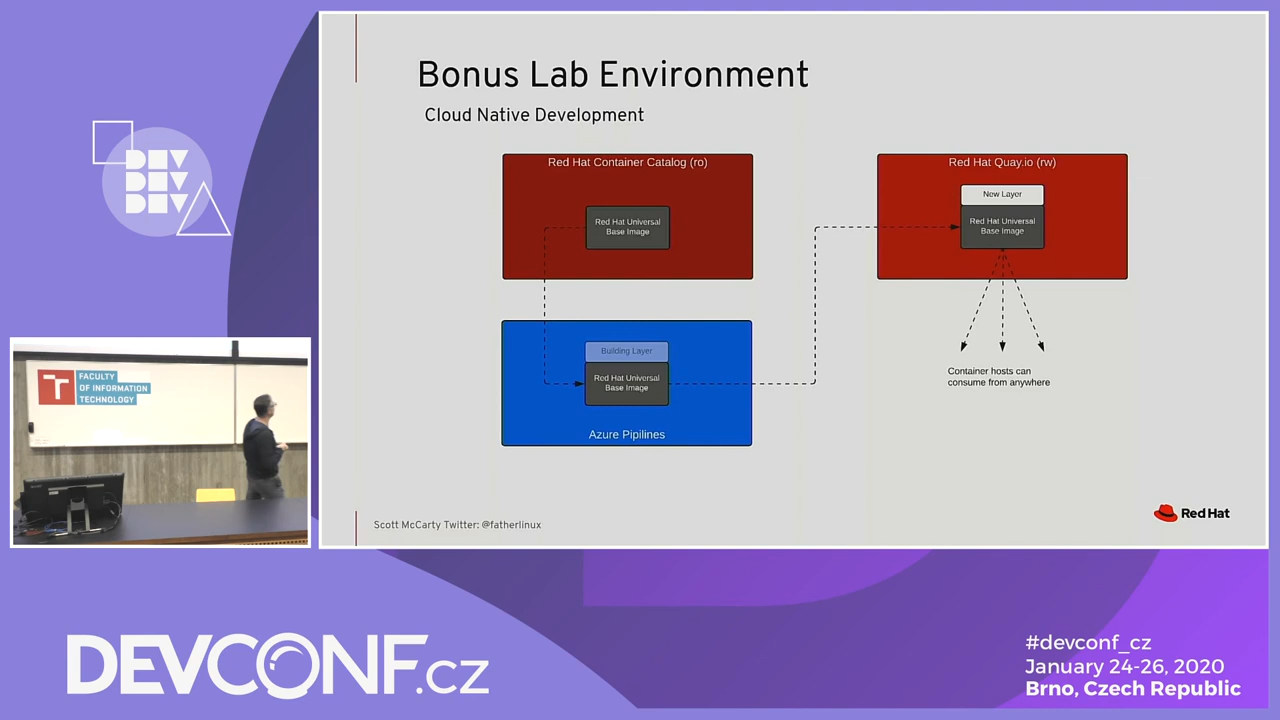 Bonus Lab Environment
Cloud Native Development
Red Hat Container Catalog (ro)
Red Hat Universal
Base Image
Red Hat Quay.io (rw)
New Layer
Red Hat Universal
Base Image
Building Layer
Red Hat Universal
Base Image
Azure Pipilines
Container hosts can
consume from anywhere
Scott McCarty Twitter: @fatherlinux
Red Hat
DEV
DEV
DEV
FACULTY
OF INFORMATION
TECHNOLOGY
DEVCONF.cz
#devconf_cz
January 24-26, 2020
Brno, Czech Republic